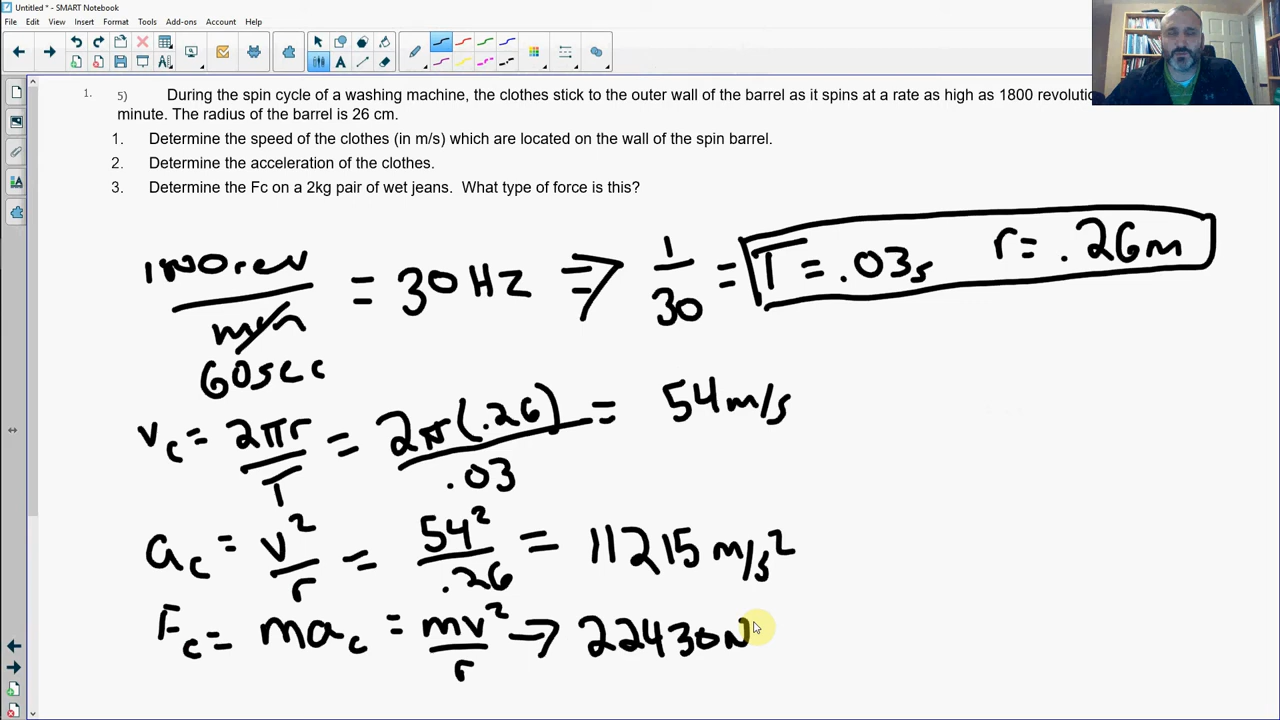 Untitled * - SMART Notebook
File Edit View Insert Format Tools Add-ons Account Help
1. 5) During the spin cycle of a washing machine, the clothes stick to the outer wall of the barrel as it spins at a rate as high as 1800 revolutio
minute. The radius of the barrel is 26 cm.
1. Determine the speed of the clothes (in m/s) which are located on the wall of the spin barrel.
2. Determine the acceleration of the clothes.
3. Determine the Fc on a 2kg pair of wet jeans. What type of force is this?
1800 rev / min 60sec = 30 Hz ⇒ 1/30 = T = .03s r = .26m
Vc = 2πr/T = 2π(.26)/.03 = 54 m/s
ac = v²/r = 54²/.26 = 11215 m/s²
Fc = mac = mv²/r → 22430N